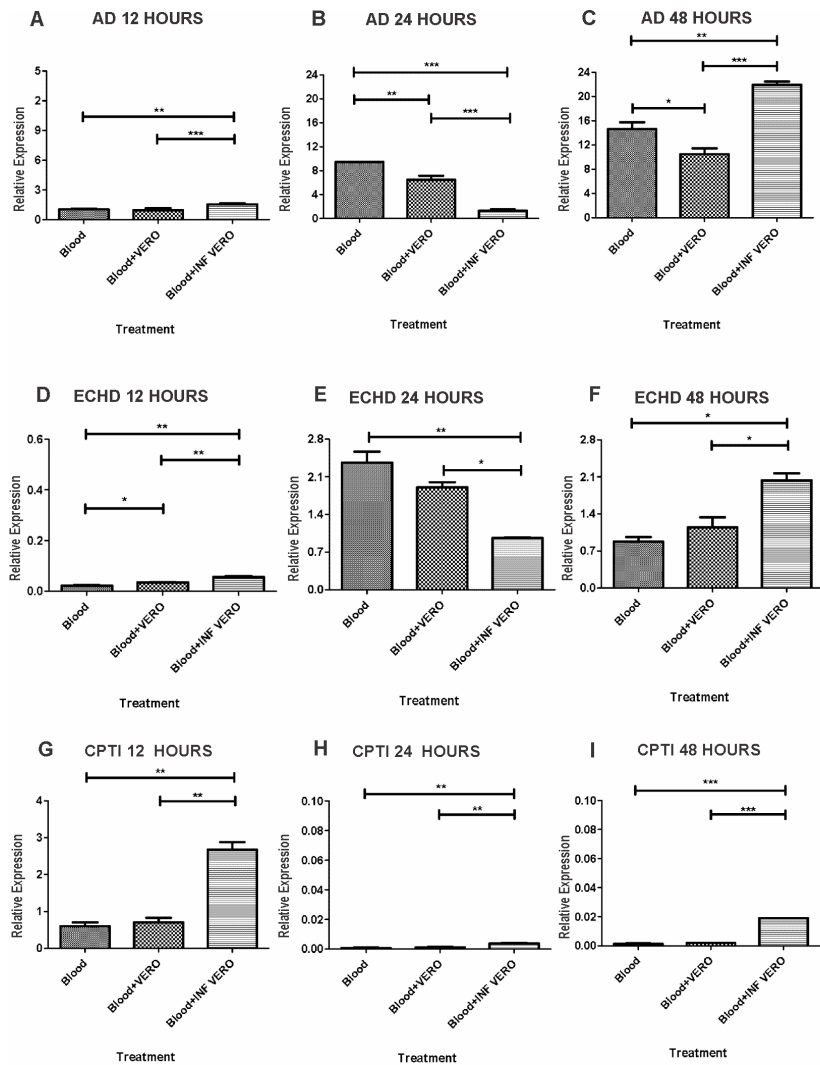 A AD 12 HOURS
**
***
Relative Expression
5
2
9
6
3
0
Blood
Blood+VERO
Blood+INF VERO
Treatment
B AD 24 HOURS
***
**
***
Relative Expression
24
20
16
12
8
4
0
Blood
Blood+VERO
Blood+INF VERO
Treatment
C AD 48 HOURS
**
***
*
Relative Expression
24
20
16
12
8
4
0
Blood
Blood+VERO
Blood+INF VERO
Treatment
D ECHD 12 HOURS
**
**
*
Relative Expression
0.6
0.4
0.2
0.0
Blood
Blood+VERO
Blood+INF VERO
Treatment
E ECHD 24 HOURS
**
*
Relative Expression
2.8
2.1
1.4
0.7
0.0
Blood
Blood+VERO
Blood+INF VERO
Treatment
F ECHD 48 HOURS
*
*
Relative Expression
2.8
2.1
1.4
0.7
0.0
Blood
Blood+VERO
Blood+INF VERO
Treatment
G CPTI 12 HOURS
**
**
Relative Expression
4
3
2
1
0
Blood
Blood+VERO
Blood+INF VERO
Treatment
H CPTI 24 HOURS
**
**
Relative Expression
0.10
0.08
0.06
0.04
0.02
0.00
Blood
Blood+VERO
Blood+INF VERO
Treatment
I CPTI 48 HOURS
***
***
Relative Expression
0.10
0.08
0.06
0.04
0.02
0.00
Blood
Blood+VERO
Blood+INF VERO
Treatment